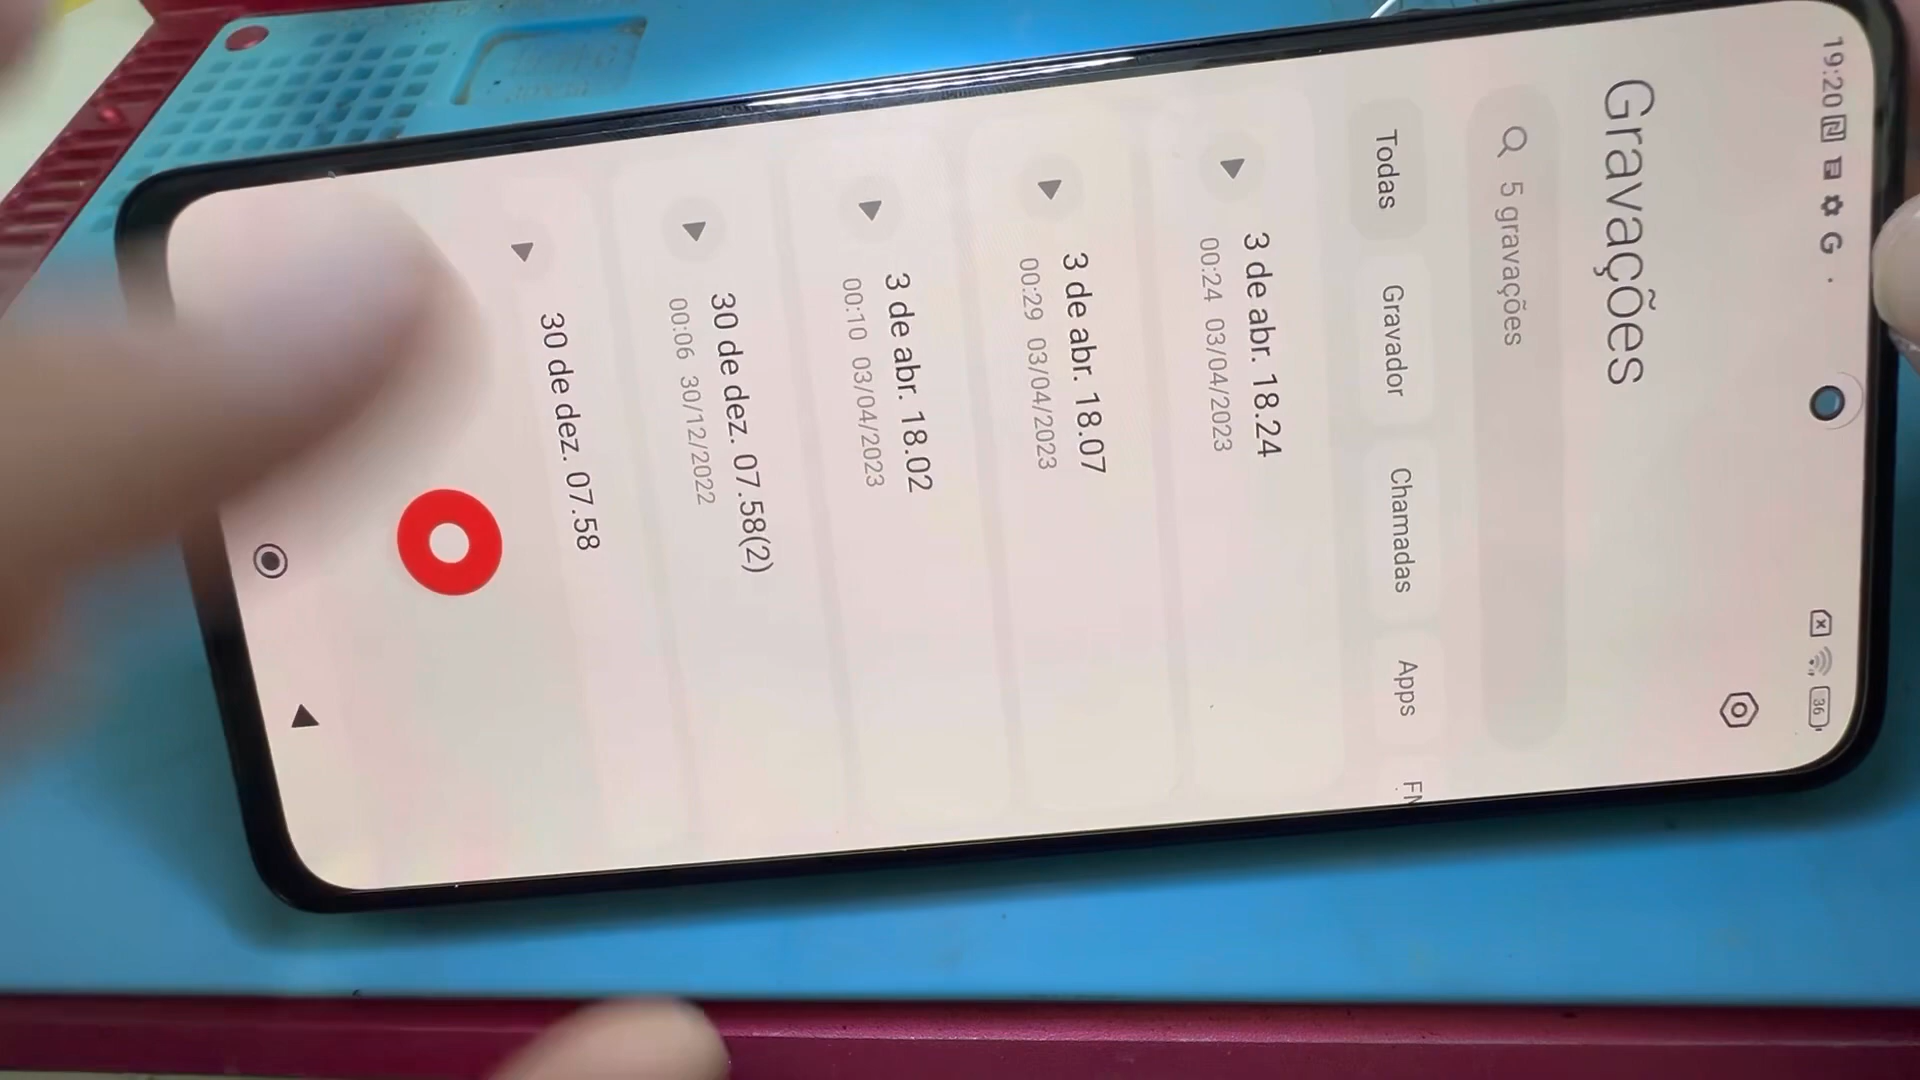 19:20
36
Gravações
5 gravações
Todas Gravador Chamadas Apps FM
3 de abr. 18.24
00:24 03/04/2023
3 de abr. 18.07
00:29 03/04/2023
3 de abr. 18.02
00:10 03/04/2023
30 de dez. 07.58(2)
00:06 30/12/2022
30 de dez. 07.58